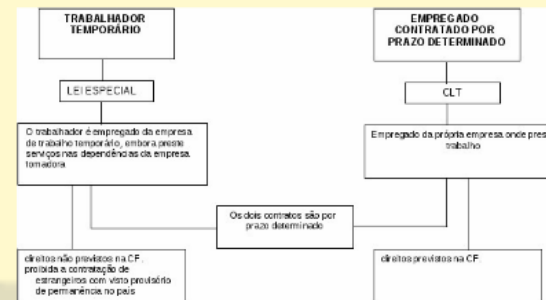 TRABALHADOR
TEMPORÁRIO
EMPREGADO
CONTRATADO POR
PRAZO DETERMINADO
LEI ESPECIAL
CLT
O trabalhador é empregado da empresa
de trabalho temporário, embora preste
serviços nas dependências da empresa
tomadora
Empregado da própria empresa onde pres
trabalho
Os dois contratos são por
prazo determinado
direitos não previstos na CF.
proibida a contratação de
estrangeiros com visto provisório
de permanência no país
direitos previstos na CF